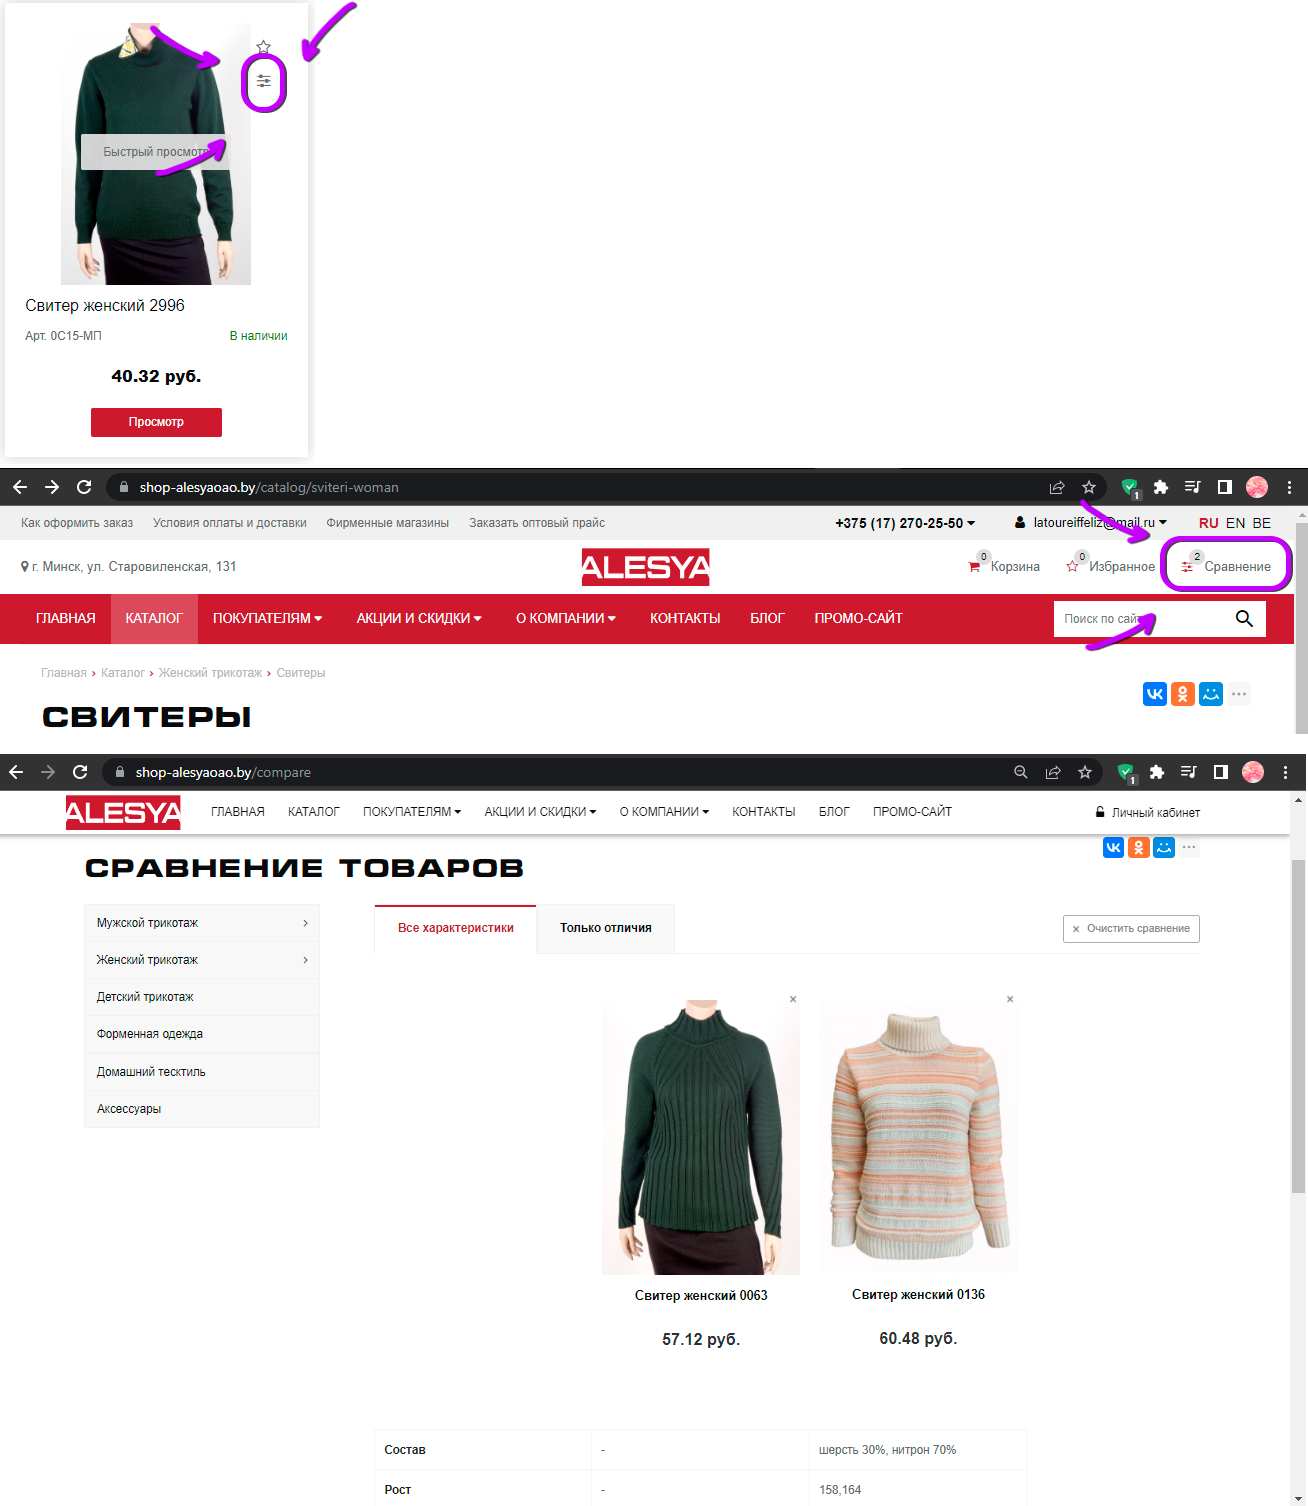 Быстрый просмотр
Свитер женский 2996
Арт. 0С15-МП В наличии
40.32 руб.
Просмотр
shop-alesyaoao.by/catalog/sviteri-woman
1
Как оформить заказ Условия оплаты и доставки Фирменные магазины Заказать оптовый прайс +375 (17) 270-25-50 latoureiffeliz@mail.ru RU EN BE
г. Минск, ул. Старовиленская, 131 ALESYA 0 Корзина 0 Избранное 2 Сравнение
ГЛАВНАЯ КАТАЛОГ ПОКУПАТЕЛЯМ АКЦИИ И СКИДКИ О КОМПАНИИ КОНТАКТЫ БЛОГ ПРОМО-САЙТ Поиск по сайту
Главная › Каталог › Женский трикотаж › Свитеры
СВИТЕРЫ
shop-alesyaoao.by/compare
1
ALESYA ГЛАВНАЯ КАТАЛОГ ПОКУПАТЕЛЯМ АКЦИИ И СКИДКИ О КОМПАНИИ КОНТАКТЫ БЛОГ ПРОМО-САЙТ Личный кабинет
СРАВНЕНИЕ ТОВАРОВ
Мужской трикотаж
Женский трикотаж
Детский трикотаж
Форменная одежда
Домашний тесктиль
Аксессуары
Все характеристики Только отличия × Очистить сравнение
× ×
Свитер женский 0063 Свитер женский 0136
57.12 руб. 60.48 руб.
Состав - шерсть 30%, нитрон 70%
Рост - 158,164